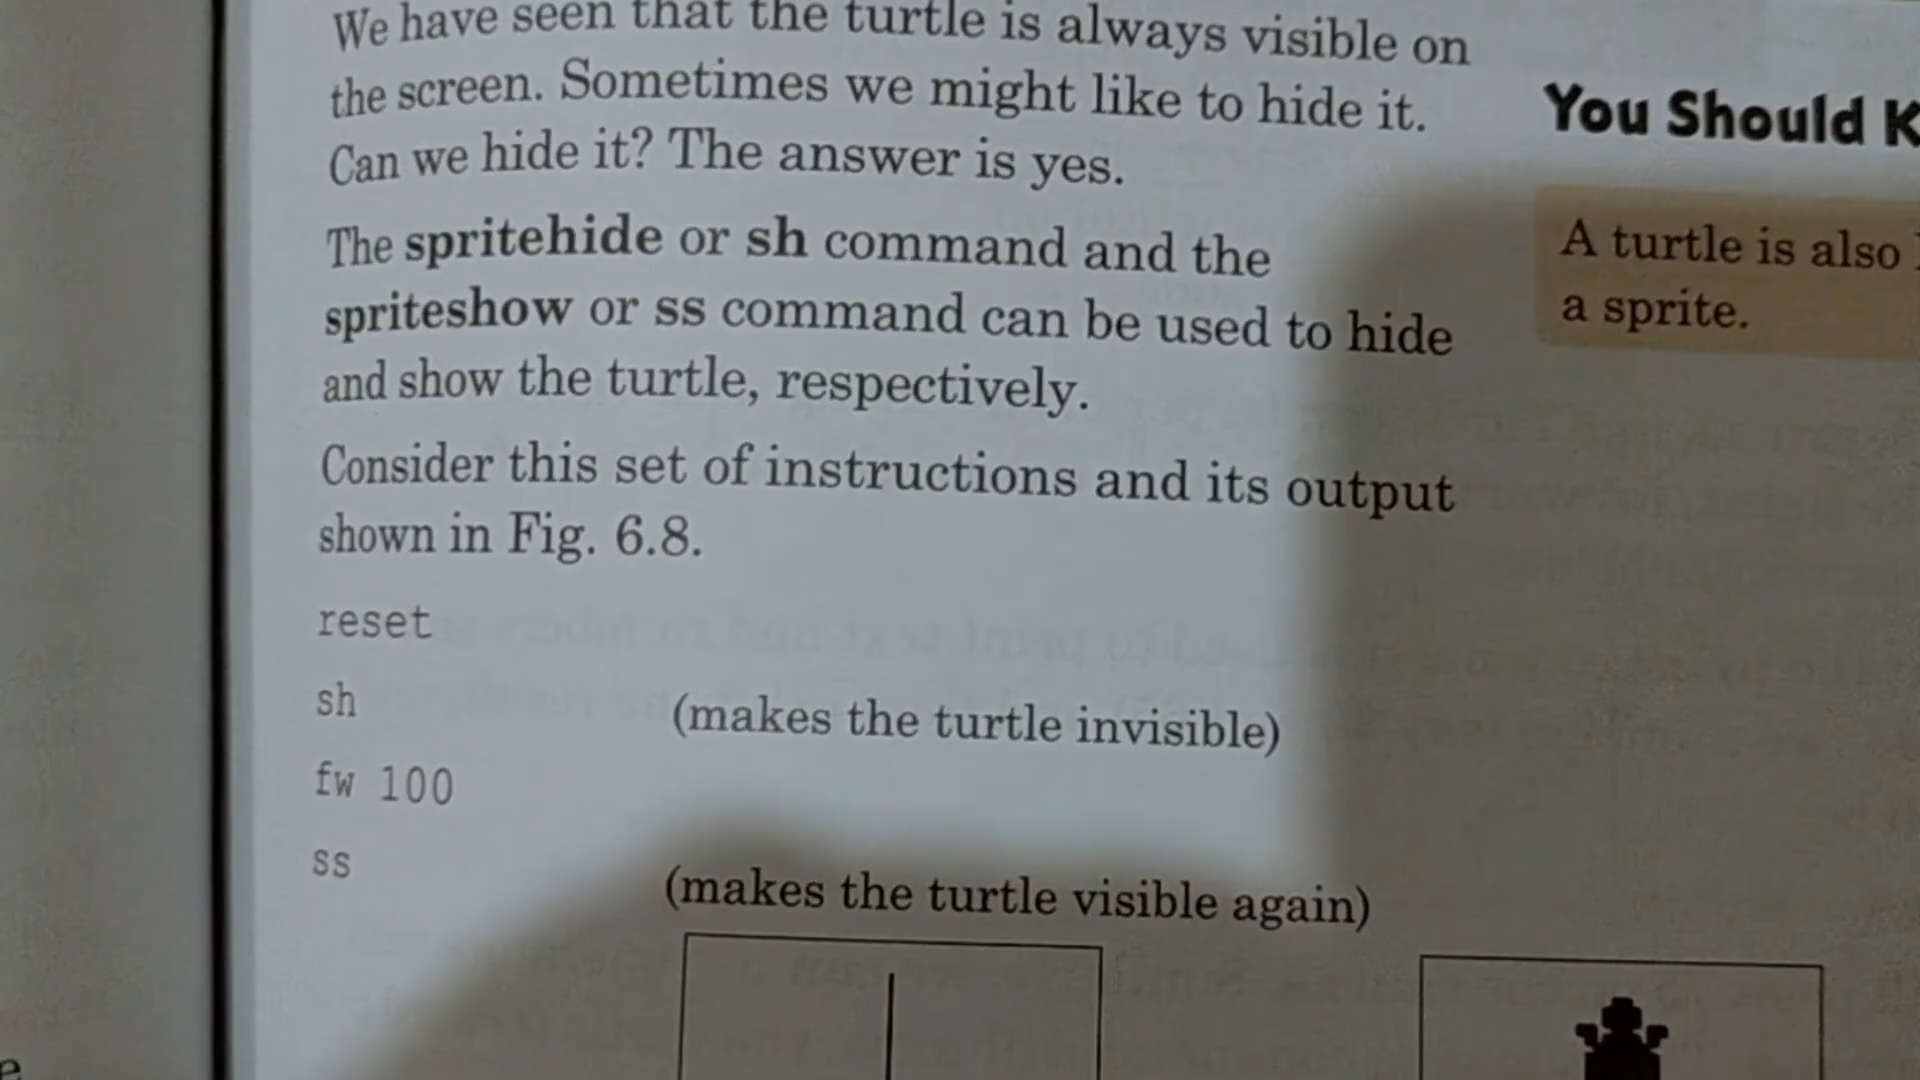 We have seen that the turtle is always visible on
the screen. Sometimes we might like to hide it.
Can we hide it? The answer is yes.
The spritehide or sh command and the
spriteshow or ss command can be used to hide
and show the turtle, respectively.
Consider this set of instructions and its output
shown in Fig. 6.8.
reset
sh (makes the turtle invisible)
fw 100
ss (makes the turtle visible again)
You Should
A turtle is also
a sprite.